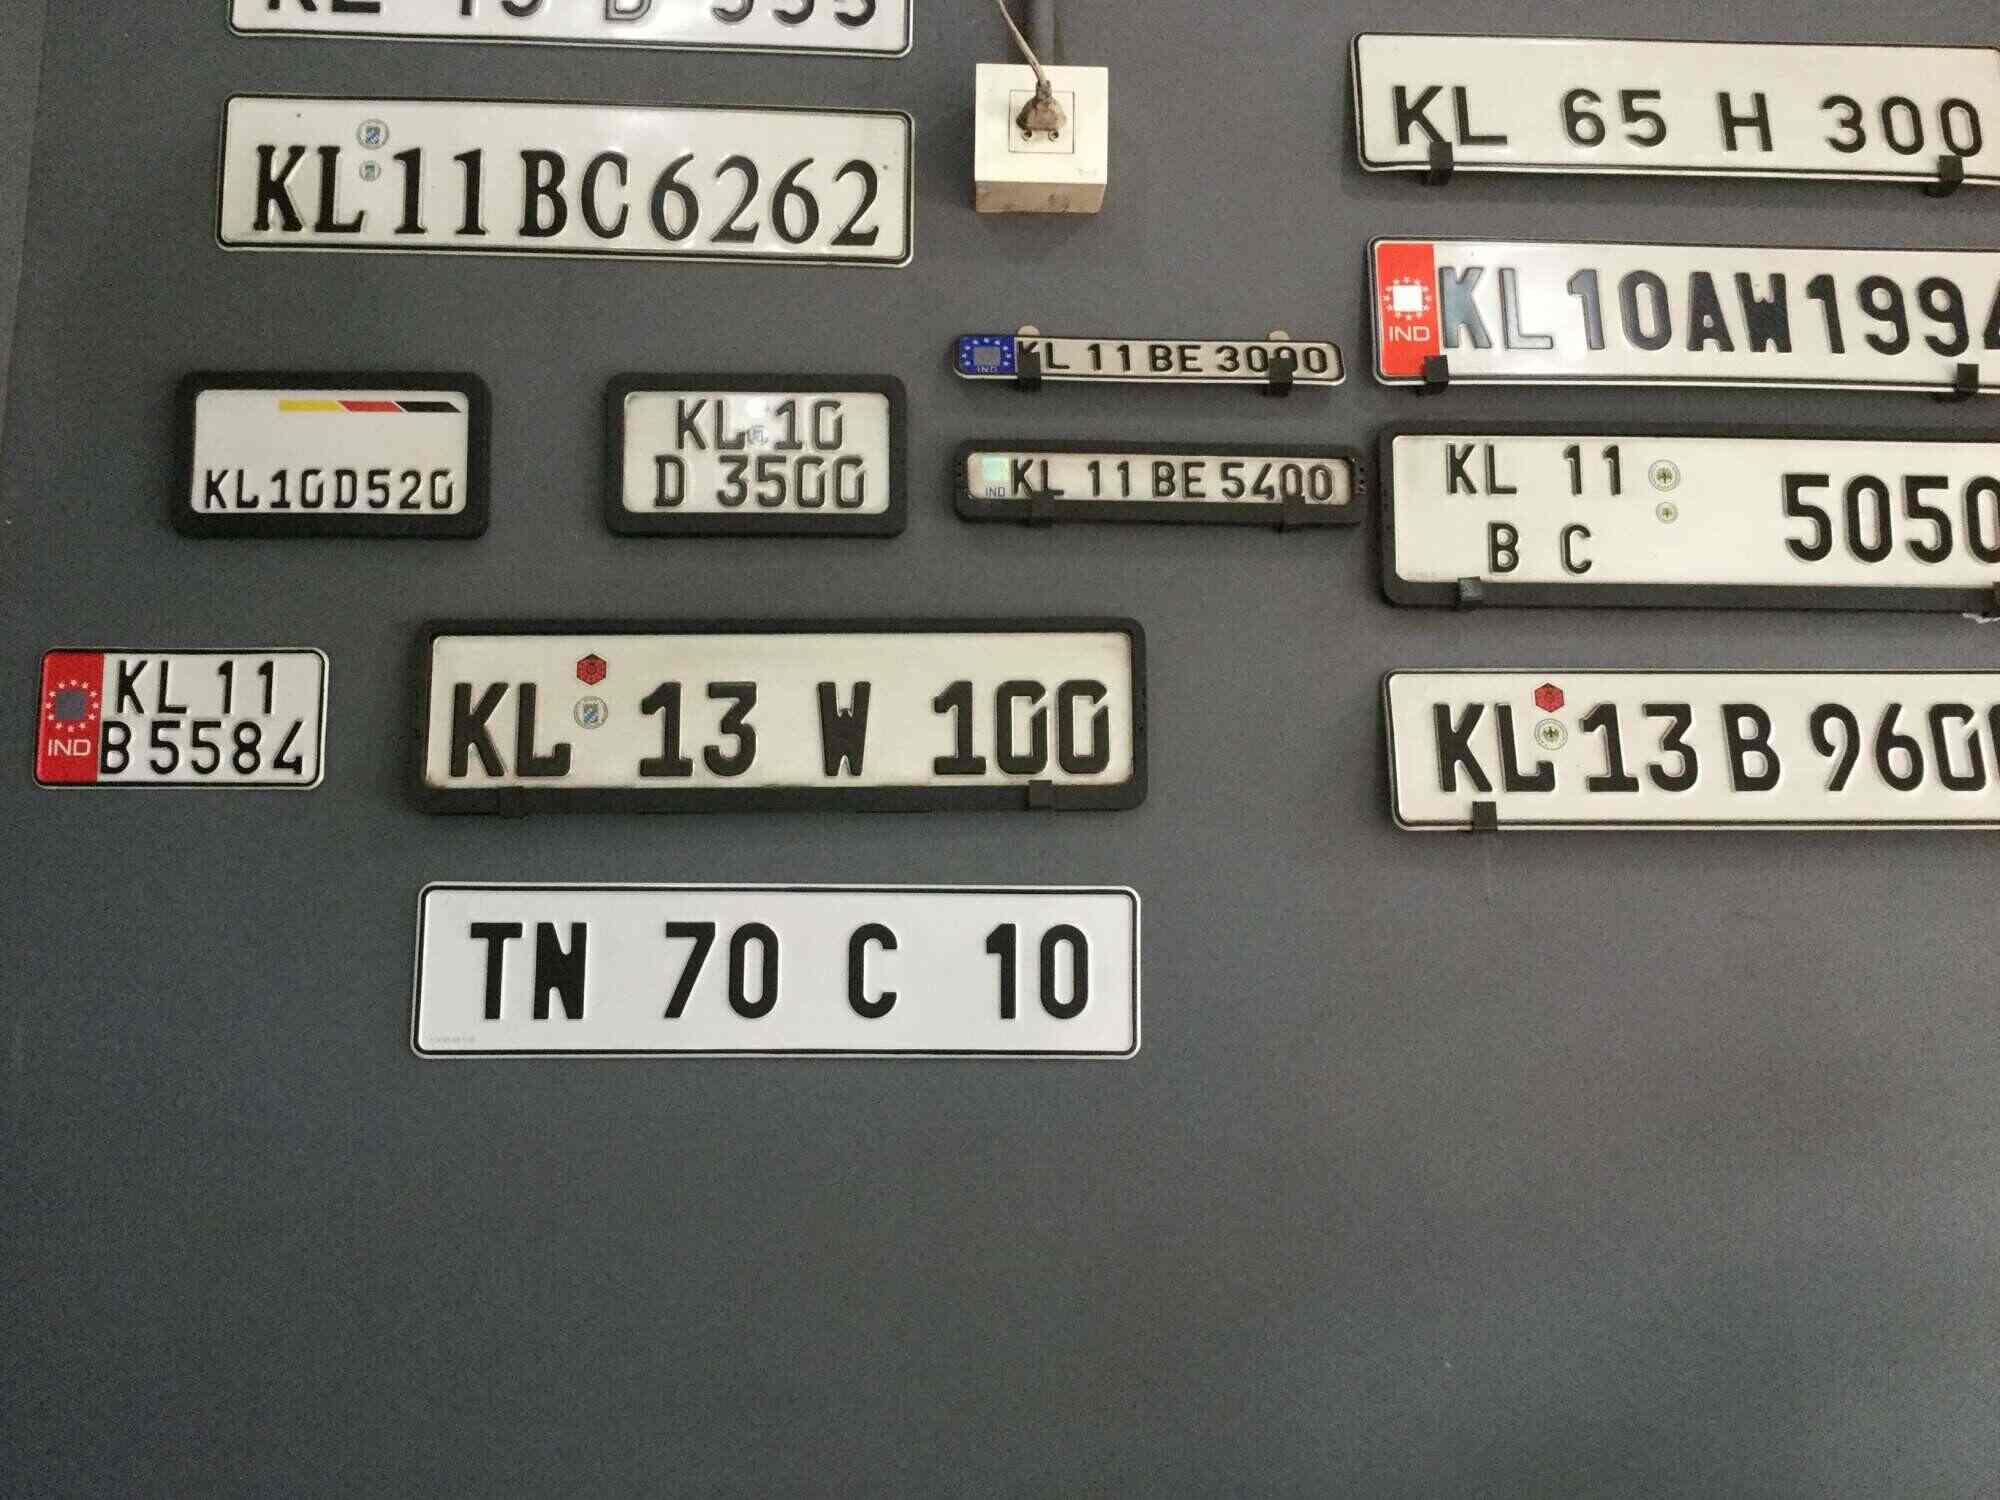 KL 11 BC 6262
KL 65 H 300
IND KL 10 AW 1994
IND KL 11 BE 3000
KL 10 D 520
KL 10
D 3500
IND KL 11 BE 5400
KL 11
B C
5050
IND
KL 11
B 5584
KL 13 W 100
KL 13 B 960
TN 70 C 10